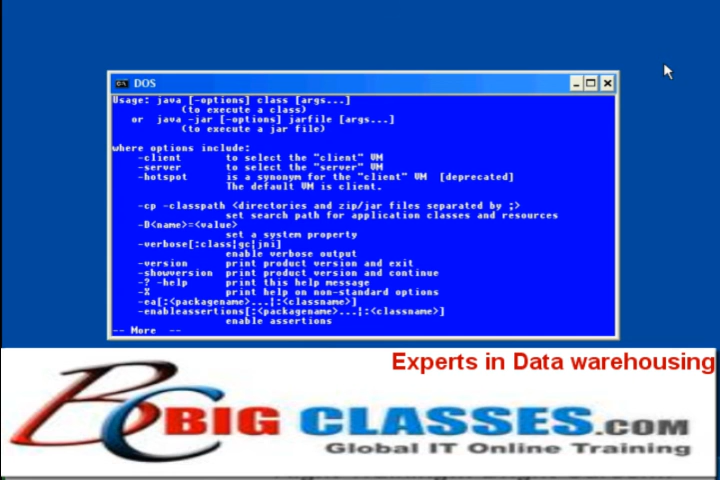 DOS
Usage: java [-options] class [args...]
(to execute a class)
or java -jar [-options] jarfile [args...]
(to execute a jar file)
where options include:
-client to select the "client" VM
-server to select the "server" VM
-hotspot is a synonym for the "client" VM [deprecated]
The default VM is client.
-cp -classpath <directories and zip/jar files separated by ;>
set search path for application classes and resources
-D<name>=<value>
set a system property
-verbose[:class|gc|jni]
enable verbose output
-version print product version and exit
-showversion print product version and continue
-? -help print this help message
-X print help on non-standard options
-ea[:<packagename>...|:<classname>]
-enableassertions[:<packagename>...|:<classname>]
enable assertions
-- More --
Experts in Data warehousing
BC BIG CLASSES.COM
Global IT Online Training